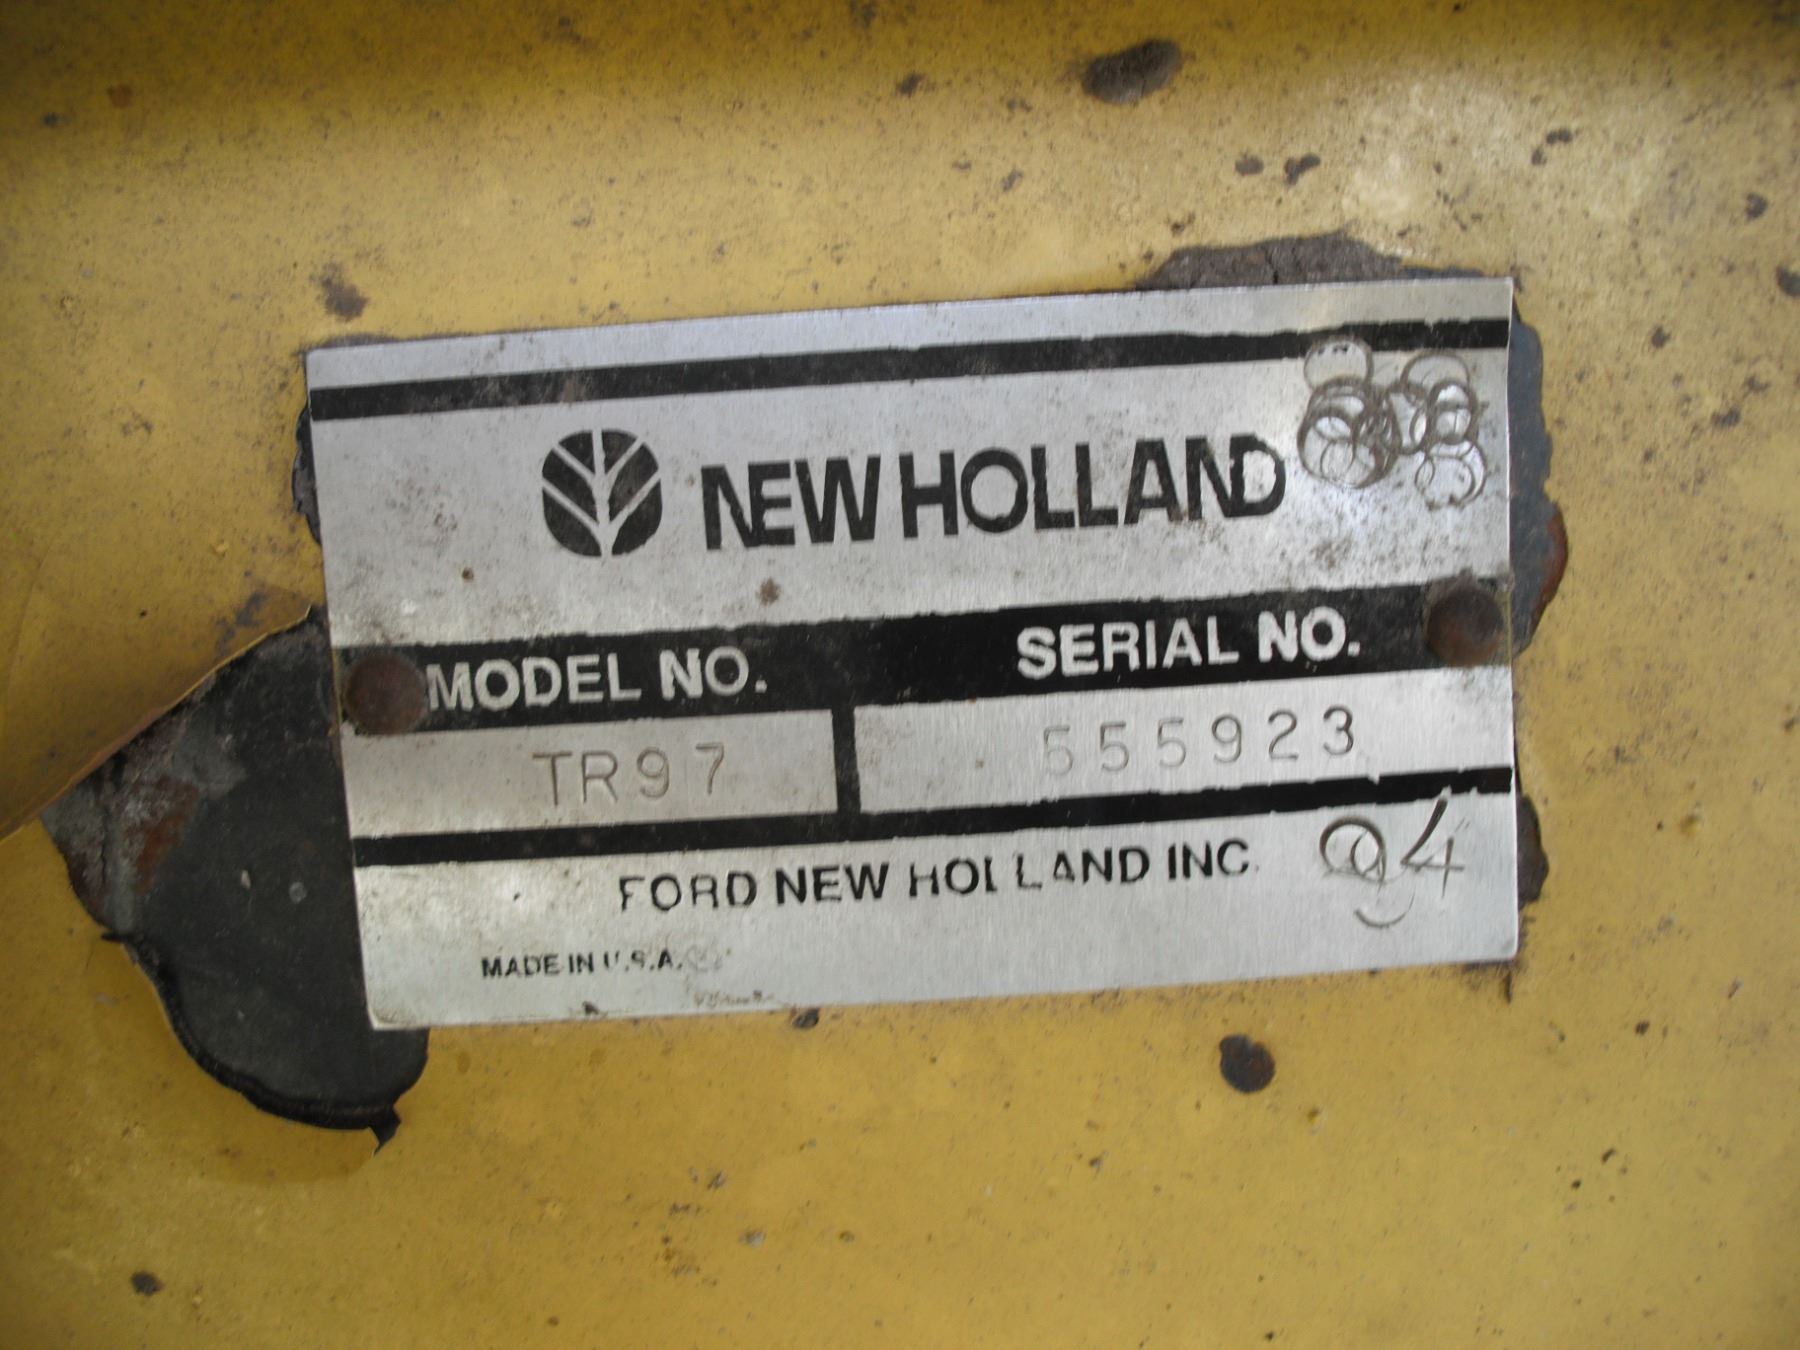 NEW HOLLAND
MODEL NO. SERIAL NO.
TR97 555923
FORD NEW HOLLAND INC. 94
MADE IN U.S.A.